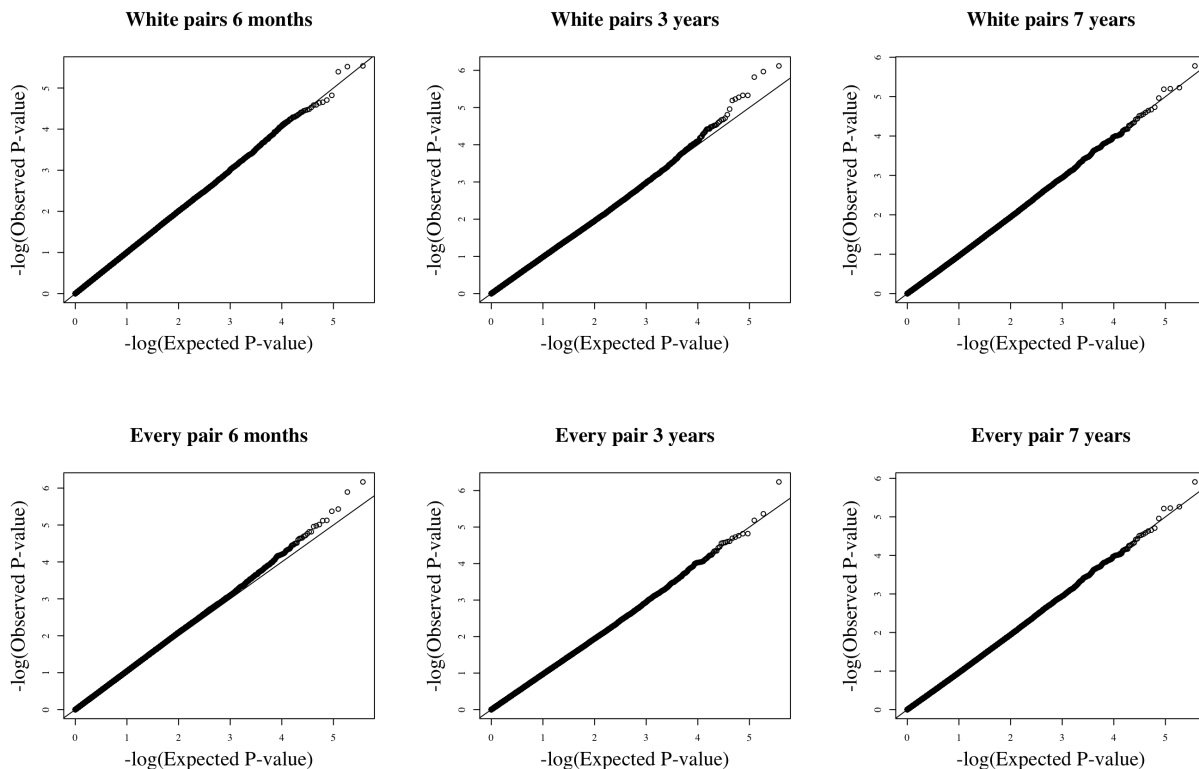 White pairs 6 months
White pairs 3 years
White pairs 7 years
-log(Observed P-value)
0 1 2 3 4 5
0 1 2 3 4 5
-log(Expected P-value)
-log(Observed P-value)
0 1 2 3 4 5 6
0 1 2 3 4 5
-log(Expected P-value)
-log(Observed P-value)
0 1 2 3 4 5 6
0 1 2 3 4 5
-log(Expected P-value)
Every pair 6 months
Every pair 3 years
Every pair 7 years
-log(Observed P-value)
0 1 2 3 4 5 6
0 1 2 3 4 5
-log(Expected P-value)
-log(Observed P-value)
0 1 2 3 4 5 6
0 1 2 3 4 5
-log(Expected P-value)
-log(Observed P-value)
0 1 2 3 4 5 6
0 1 2 3 4 5
-log(Expected P-value)